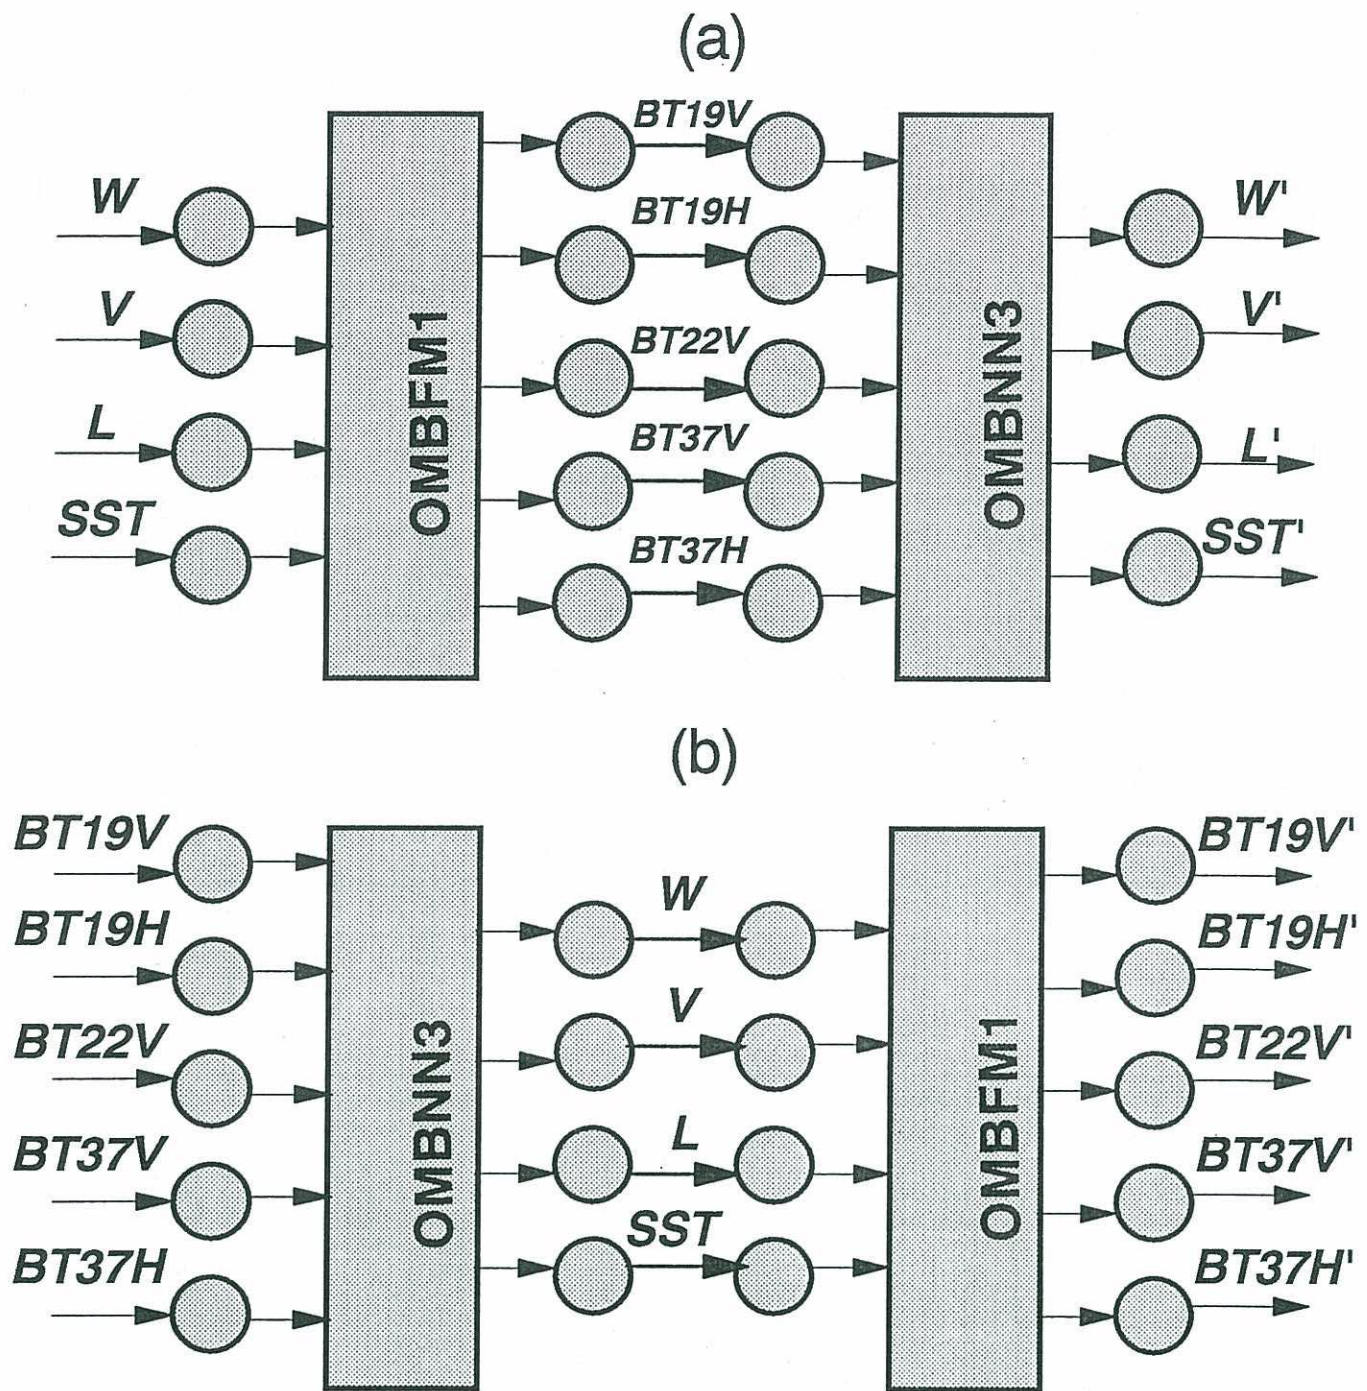 (a)
BT19V
W
BT19H
W'
V
BT22V
V'
OMBFM1
OMBNN3
L
BT37V
L'
SST
BT37H
SST'
(b)
BT19V
W
BT19V'
BT19H
BT19H'
V
BT22V
BT22V'
OMBNN3
OMBFM1
BT37V
L
BT37V'
SST
BT37H
BT37H'